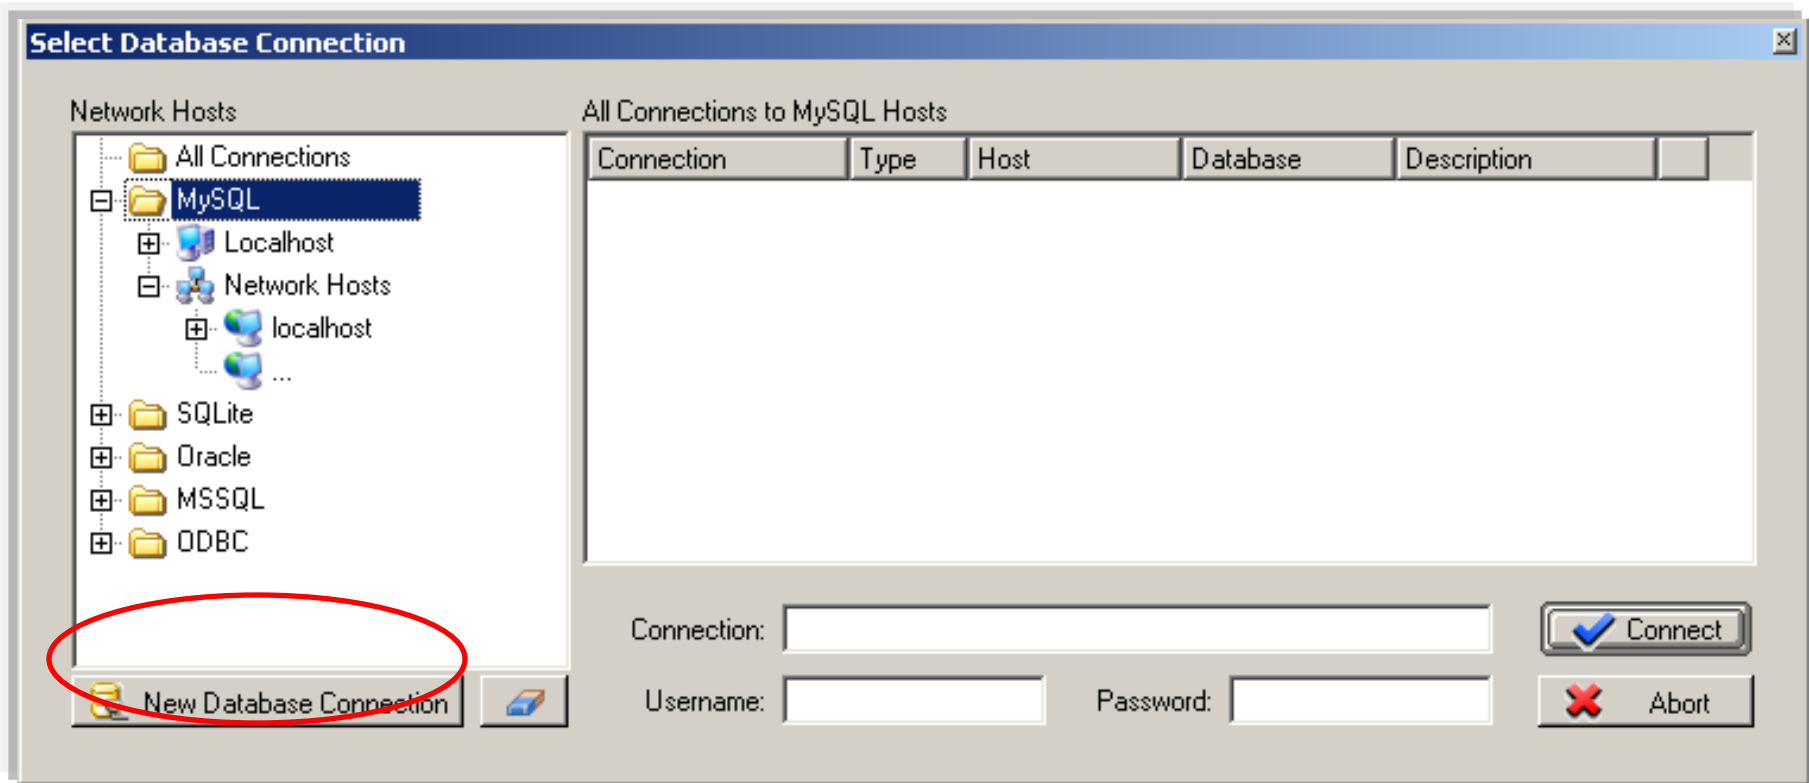 Select Database Connection
Network Hosts
All Connections
MySQL
Localhost
Network Hosts
localhost
...
SQLite
Oracle
MSSQL
ODBC
New Database Connection
All Connections to MySQL Hosts
Connection Type Host Database Description
Connection:
Connect
Username: Password:
Abort